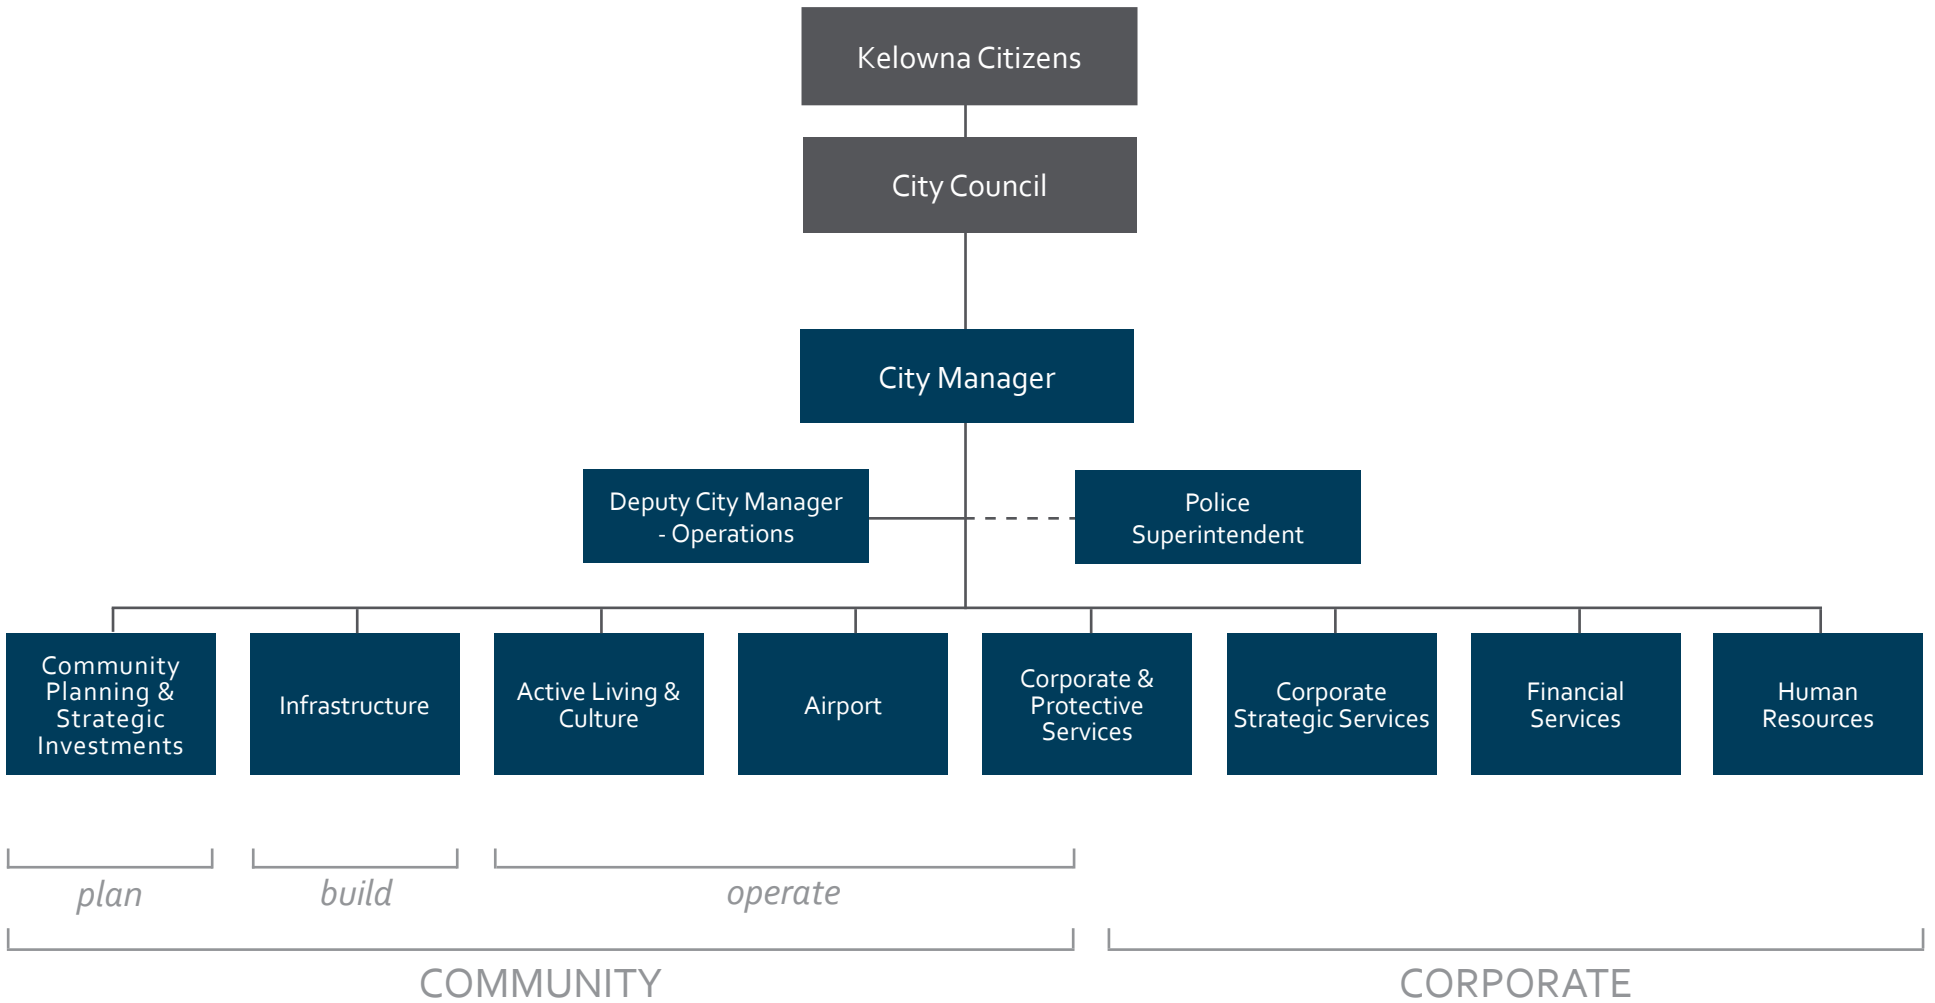 Kelowna Citizens
City Council
City Manager
Deputy City Manager
- Operations
Police
Superintendent
Community
Planning &
Strategic
Investments
Infrastructure
Active Living &
Culture
Airport
Corporate &
Protective
Services
Corporate
Strategic Services
Financial
Services
Human
Resources
plan
build
operate
COMMUNITY
CORPORATE